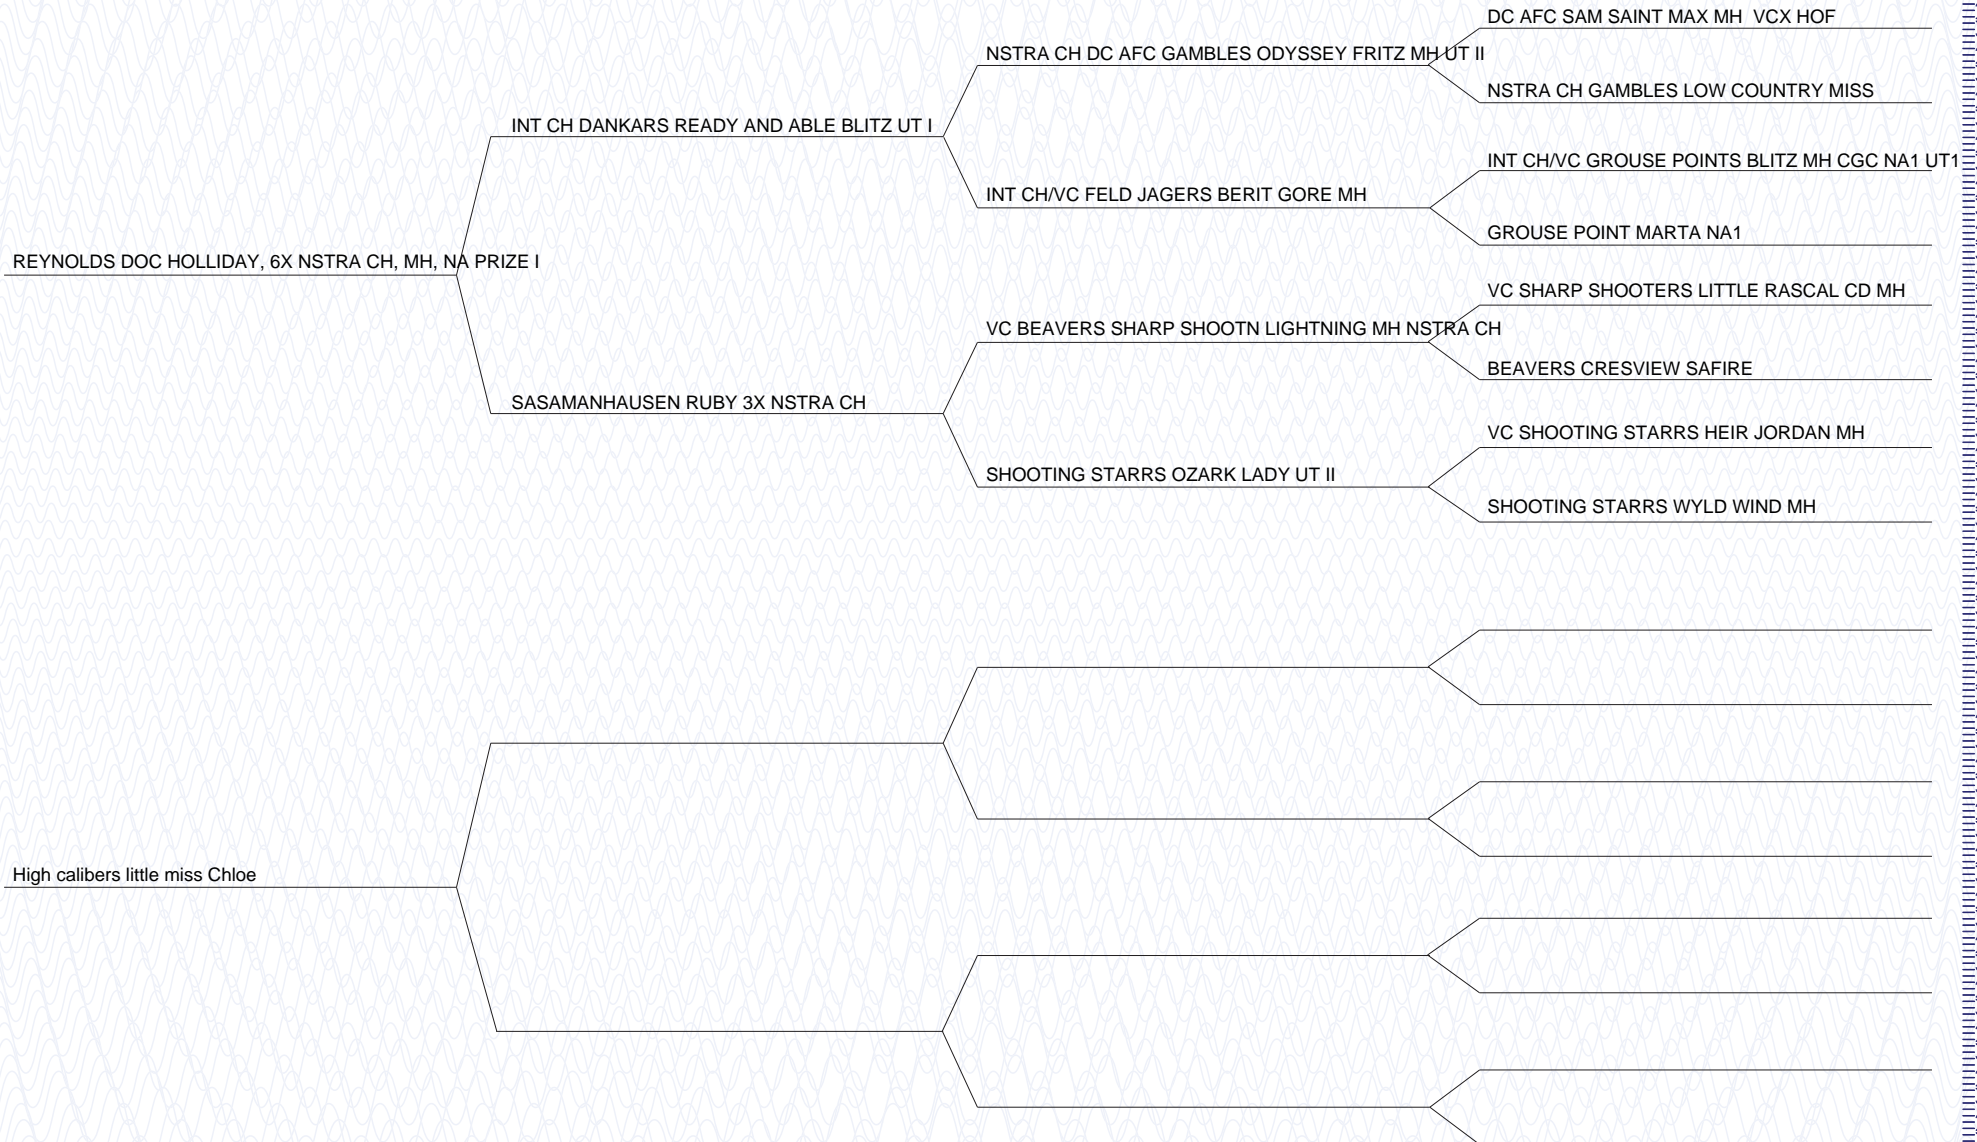 DC AFC SAM SAINT MAX MH  VCX HOF
NSTRA CH DC AFC GAMBLES ODYSSEY FRITZ MH UT II
NSTRA CH GAMBLES LOW COUNTRY MISS
INT CH DANKARS READY AND ABLE BLITZ UT I
INT CH/VC GROUSE POINTS BLITZ MH CGC NA1 UT1
INT CH/VC FELD JAGERS BERIT GORE MH
GROUSE POINT MARTA NA1
REYNOLDS DOC HOLLIDAY, 6X NSTRA CH, MH, NA PRIZE I
VC SHARP SHOOTERS LITTLE RASCAL CD MH
VC BEAVERS SHARP SHOOTN LIGHTNING MH NSTRA CH
BEAVERS CRESVIEW SAFIRE
SASAMANHAUSEN RUBY 3X NSTRA CH
VC SHOOTING STARRS HEIR JORDAN MH
SHOOTING STARRS OZARK LADY UT II
SHOOTING STARRS WYLD WIND MH
High calibers little miss Chloe